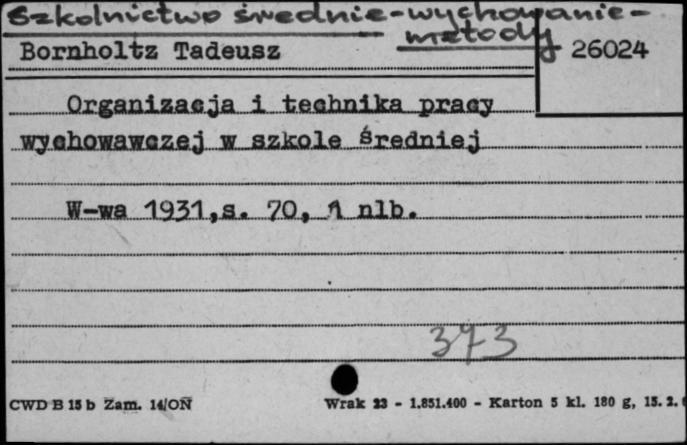 Szkolnictwo średnie-wychowanie-
metody
Bornholtz Tadeusz
26024
Organizacja i technika pracy
wychowawczej w szkole średniej
W-wa 1931,s. 70, 1 nlb.
373
CWD B 15 b Zam. 14/ON
Wrak 23 - 1.851.400 - Karton 5 kl. 180 g, 15. 2.